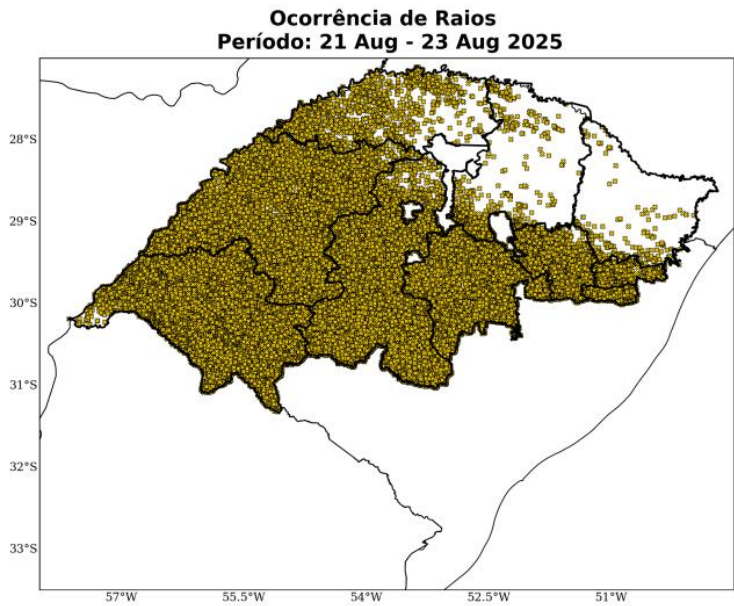 Ocorrência de Raios
Período: 21 Aug - 23 Aug 2025
28°S
29°S
30°S
31°S
32°S
33°S
57°W 55.5°W 54°W 52.5°W 51°W